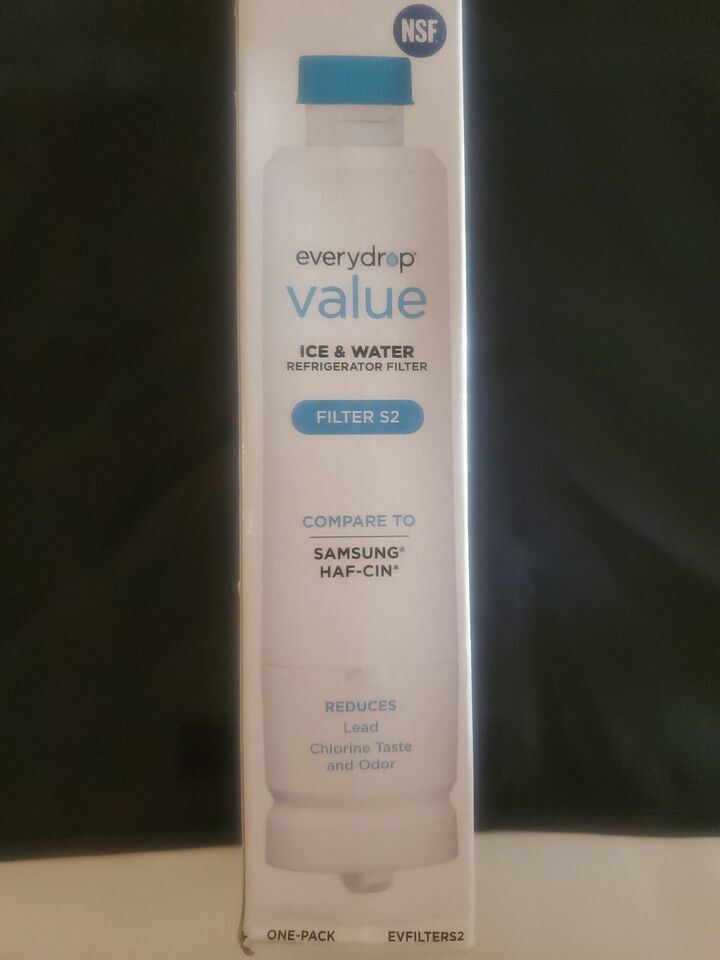 NSF
everydrop®
value
ICE & WATER
REFRIGERATOR FILTER
FILTER S2
COMPARE TO
SAMSUNG*
HAF-CIN*
REDUCES
Lead
Chlorine Taste
and Odor
ONE-PACK EVFILTERS2